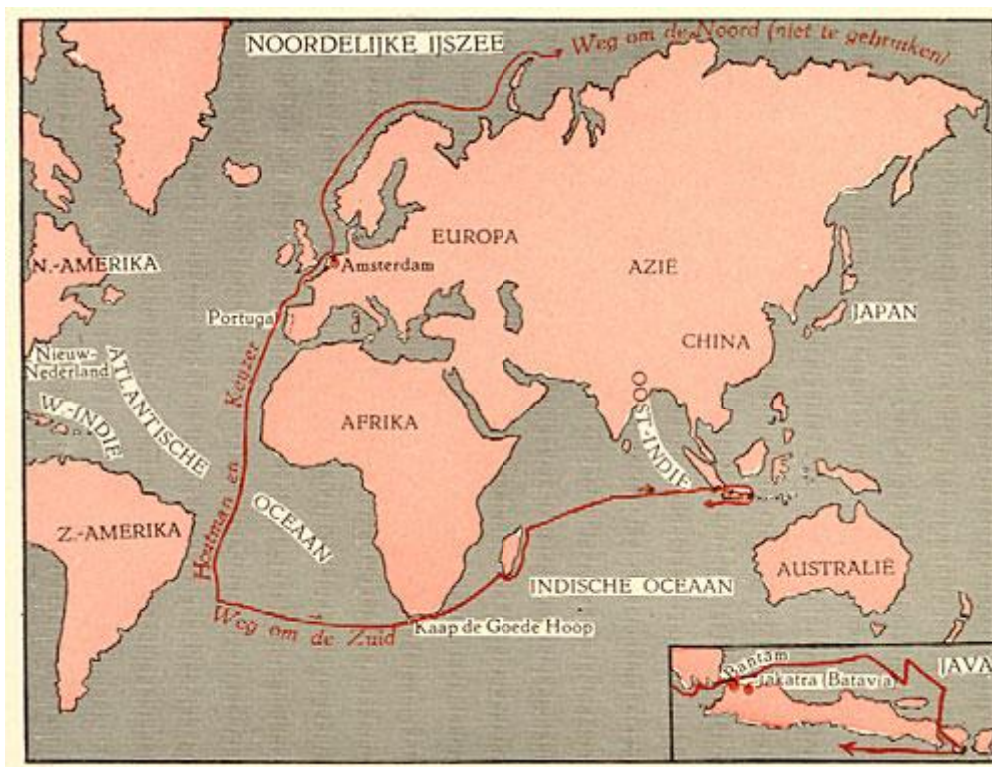 NOORDELIJKE IJSZEE
Weg om de Noord (niet te gebruiken)
EUROPA
N.-AMERIKA
Amsterdam
AZIË
Portugal
JAPAN
CHINA
Nieuw-
Nederland
ATLANTISCHE
Keyzer
W.-INDIË
AFRIKA
ST-INDIË
Houtman en
OCEAAN
Z.-AMERIKA
AUSTRALIË
INDISCHE OCEAAN
Weg om de Zuid
Kaap de Goede Hoop
Bantam
JAVA
Jakatra (Batavia)